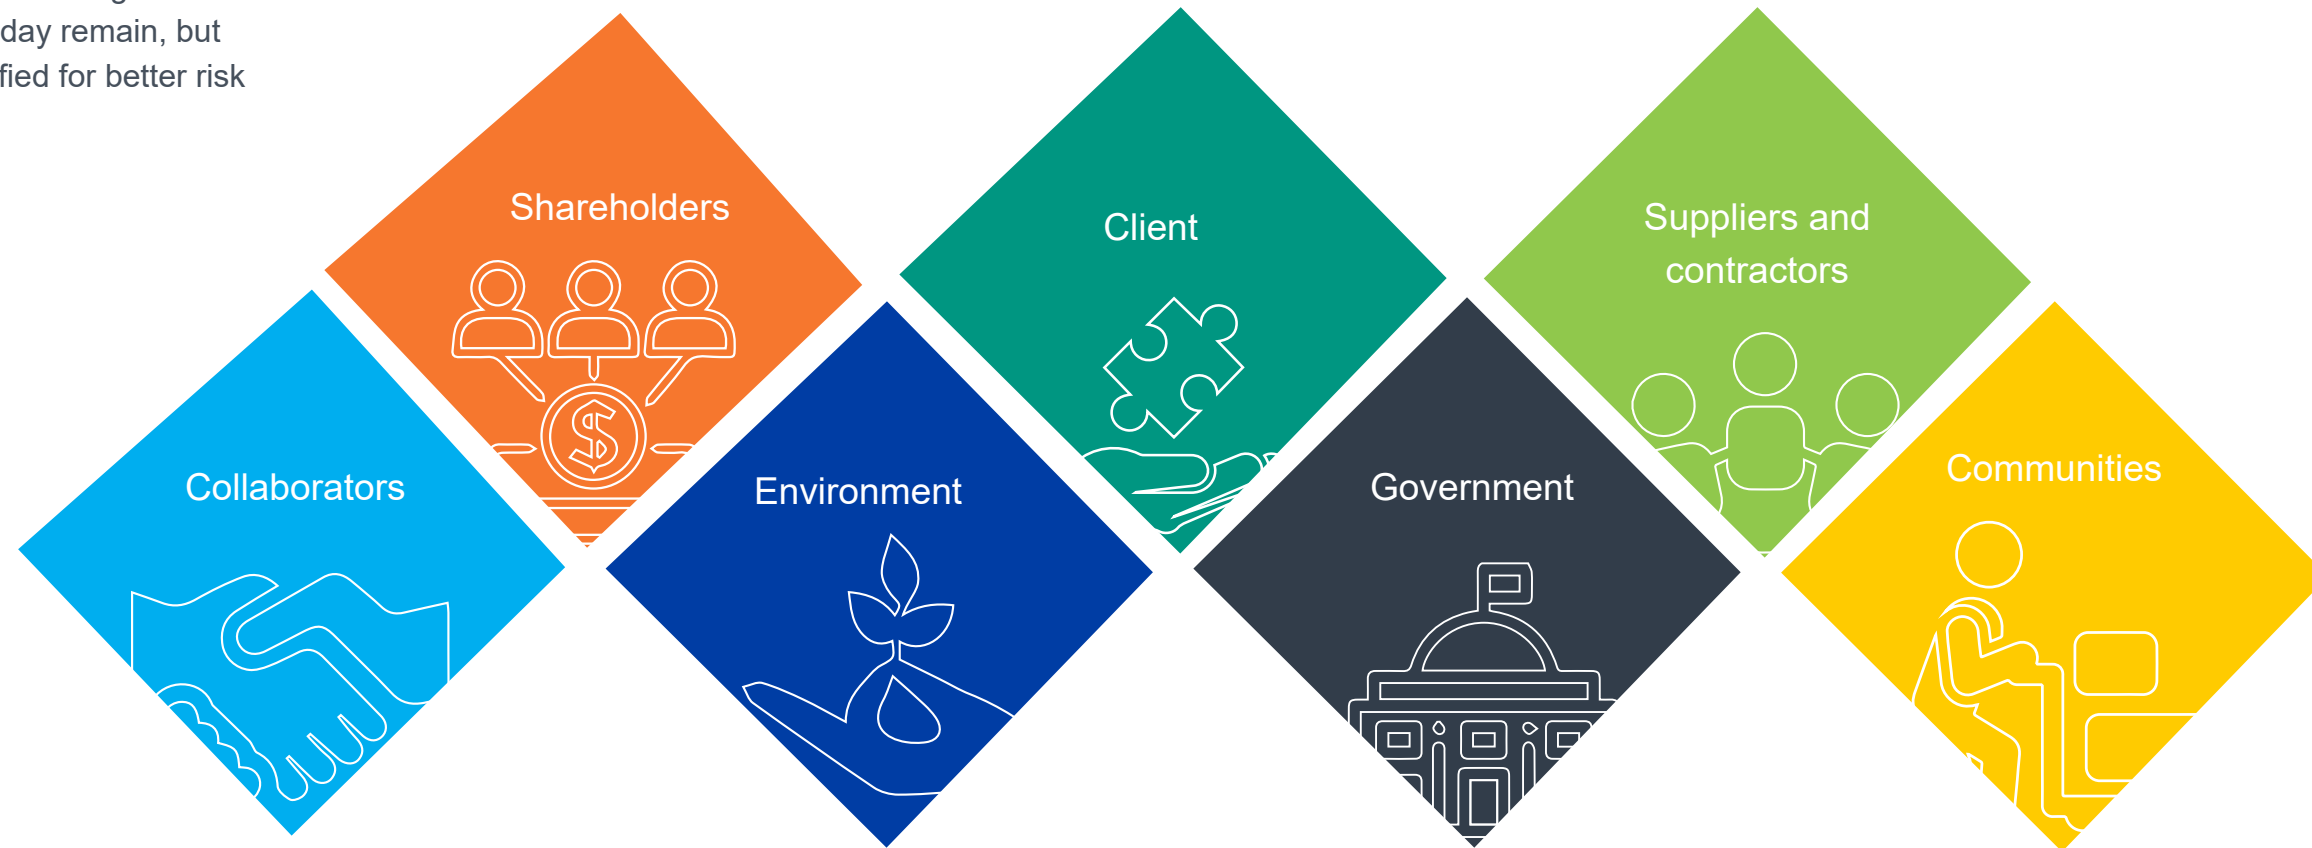 day remain, but
fied for better risk
Shareholders
Client
Suppliers and
contractors
Collaborators
Environment
Government
Communities